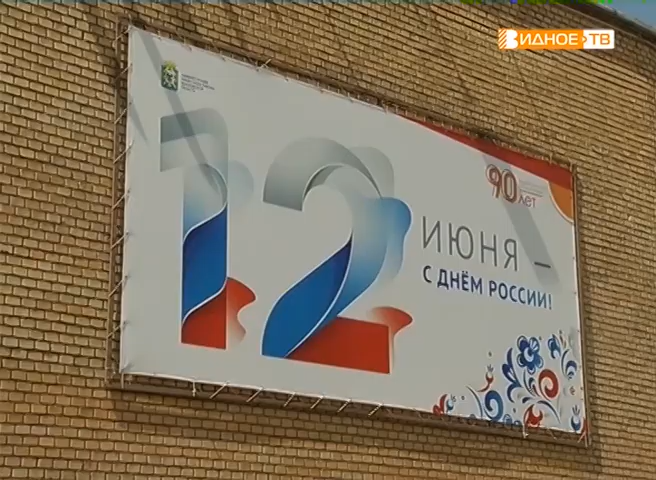 ВИДНОЕ ТВ
90
лет
12
ИЮНЯ –
С ДНЁМ РОССИИ!